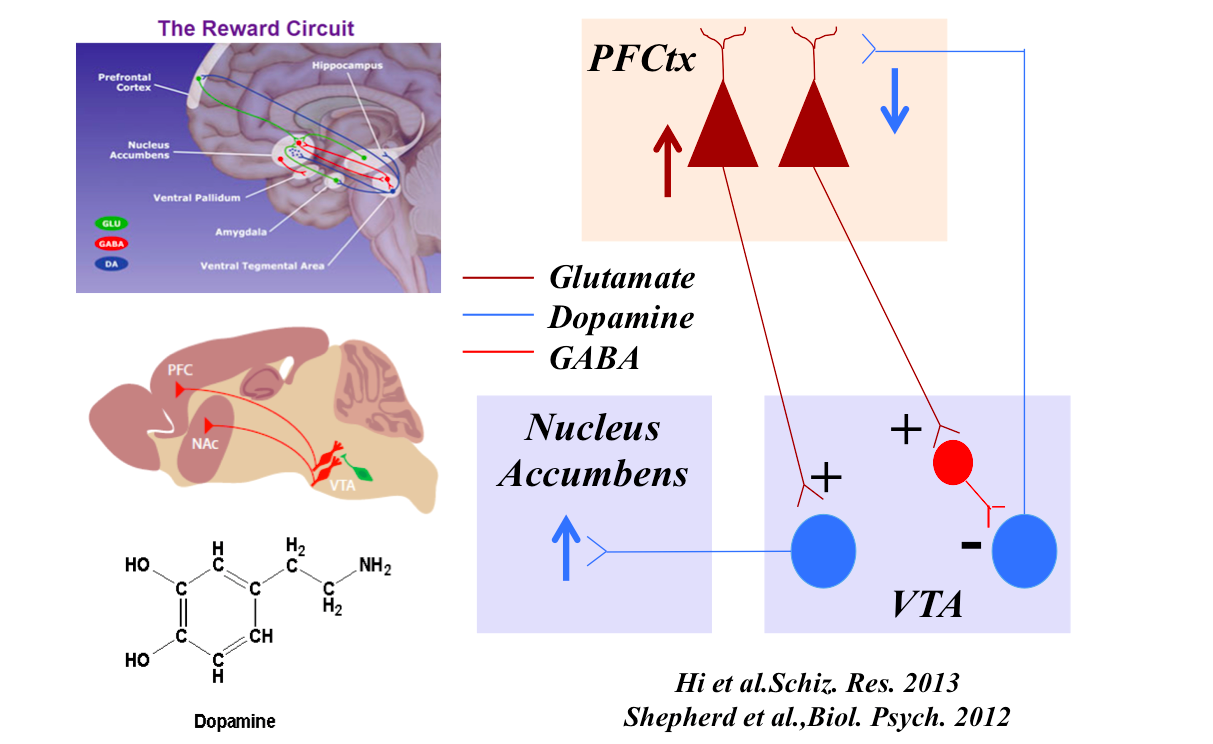 The Reward Circuit
Prefrontal
Cortex
Hippocampus
Nucleus
Accumbens
Ventral Pallidum
Amygdala
Ventral Tegmental Area
GLU
GABA
DA
PFC
NAc
VTA
H
H2
HO
C
NH2
C
C
C
H2
C
CH
HO
C
H
Dopamine
PFCtx
Glutamate
Dopamine
GABA
Nucleus
Accumbens
+
+
-
VTA
Hi et al.Schiz. Res. 2013
Shepherd et al.,Biol. Psych. 2012